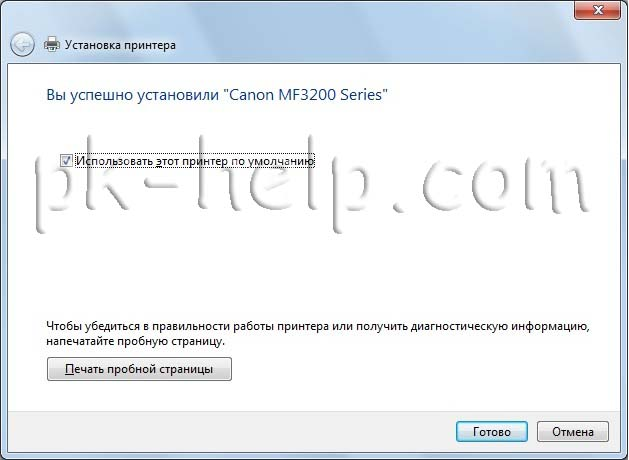 Установка принтера
Вы успешно установили "Canon MF3200 Series"
Использовать этот принтер по умолчанию
pk-help.com
Чтобы убедиться в правильности работы принтера или получить диагностическую информацию,
напечатайте пробную страницу.
Печать пробной страницы
Готово
Отмена